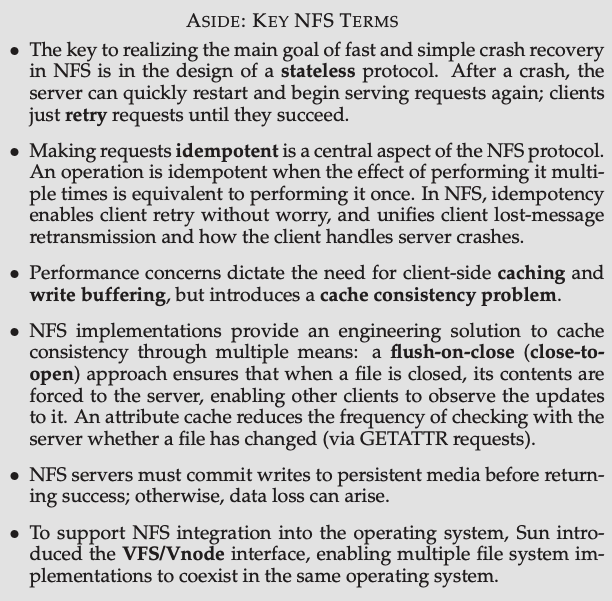 ASIDE: KEY NFS TERMS
• The key to realizing the main goal of fast and simple crash recovery
in NFS is in the design of a stateless protocol. After a crash, the
server can quickly restart and begin serving requests again; clients
just retry requests until they succeed.
• Making requests idempotent is a central aspect of the NFS protocol.
An operation is idempotent when the effect of performing it multi-
ple times is equivalent to performing it once. In NFS, idempotency
enables client retry without worry, and unifies client lost-message
retransmission and how the client handles server crashes.
• Performance concerns dictate the need for client-side caching and
write buffering, but introduces a cache consistency problem.
• NFS implementations provide an engineering solution to cache
consistency through multiple means: a flush-on-close (close-to-
open) approach ensures that when a file is closed, its contents are
forced to the server, enabling other clients to observe the updates
to it. An attribute cache reduces the frequency of checking with the
server whether a file has changed (via GETATTR requests).
• NFS servers must commit writes to persistent media before return-
ing success; otherwise, data loss can arise.
• To support NFS integration into the operating system, Sun intro-
duced the VFS/Vnode interface, enabling multiple file system im-
plementations to coexist in the same operating system.